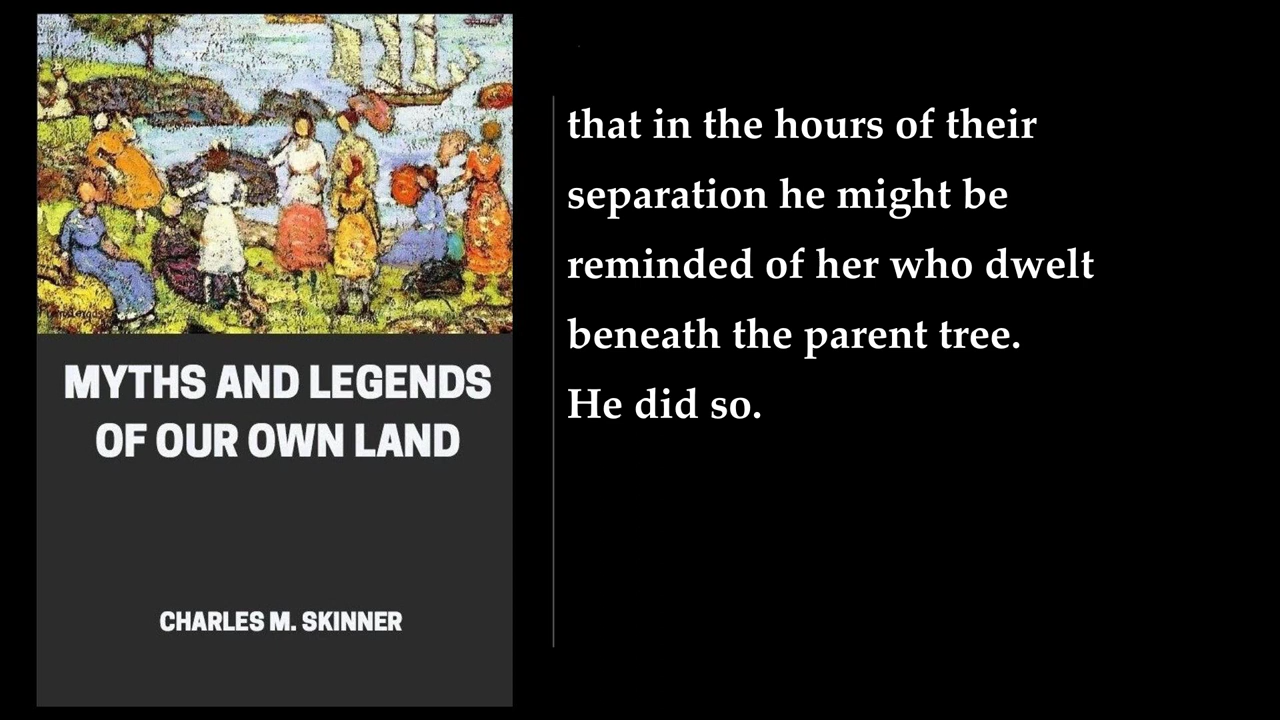 MYTHS AND LEGENDS
OF OUR OWN LAND
CHARLES M. SKINNER
that in the hours of their
separation he might be
reminded of her who dwelt
beneath the parent tree.
He did so.